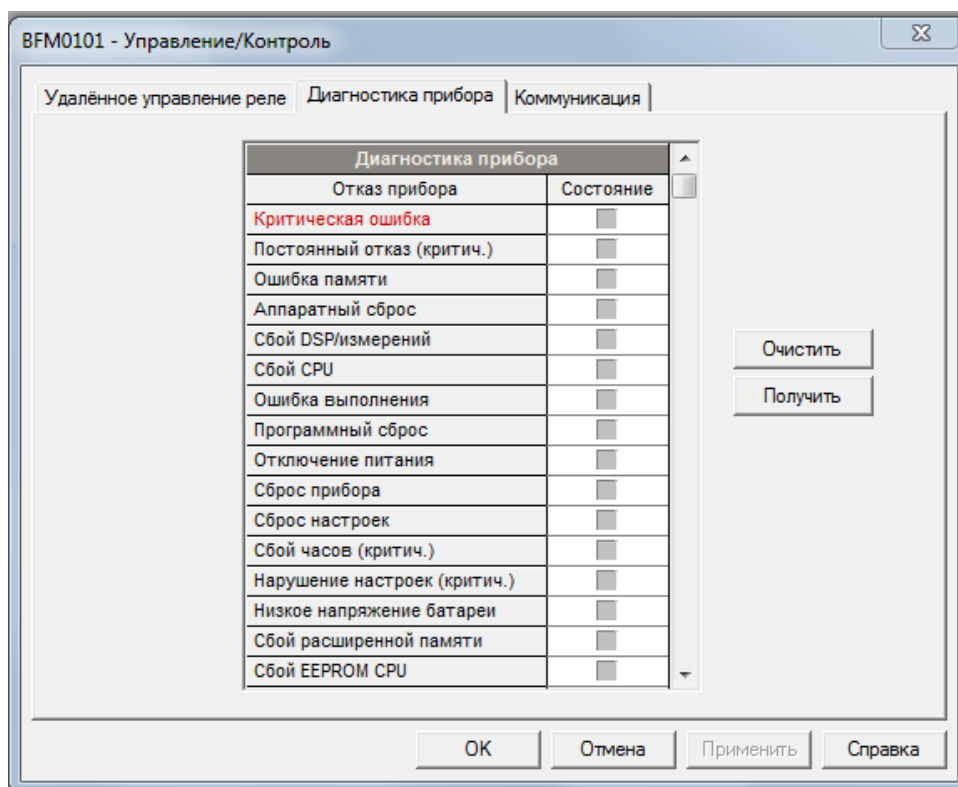 BFM0101 - Управление/Контроль
Удалённое управление реле Диагностика прибора Коммуникация
Диагностика прибора
Отказ прибора Состояние
Критическая ошибка
Постоянный отказ (критич.)
Ошибка памяти
Аппаратный сброс
Сбой DSP/измерений
Сбой CPU
Ошибка выполнения
Программный сброс
Отключение питания
Сброс прибора
Сброс настроек
Сбой часов (критич.)
Нарушение настроек (критич.)
Низкое напряжение батареи
Сбой расширенной памяти
Сбой EEPROM CPU
Очистить
Получить
OK Отмена Применить Справка